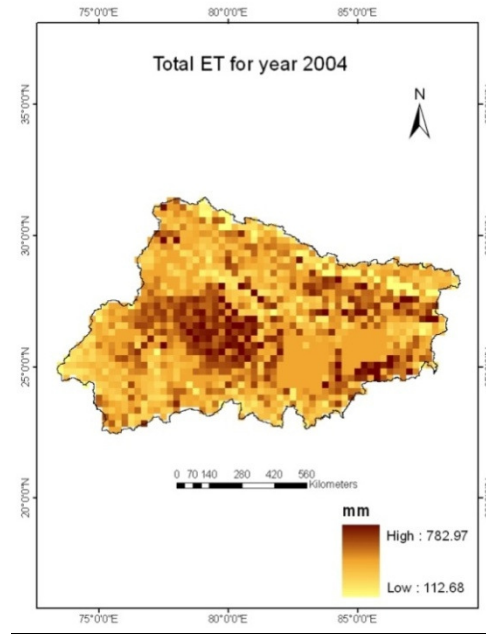 75°0'0"E 80°0'0"E 85°0'0"E
Total ET for year 2004
N
35°0'0"N
30°0'0"N
25°0'0"N
20°0'0"N
0 70 140 280 420 560
Kilometers
mm
High : 782.97
Low : 112.68
75°0'0"E 80°0'0"E 85°0'0"E